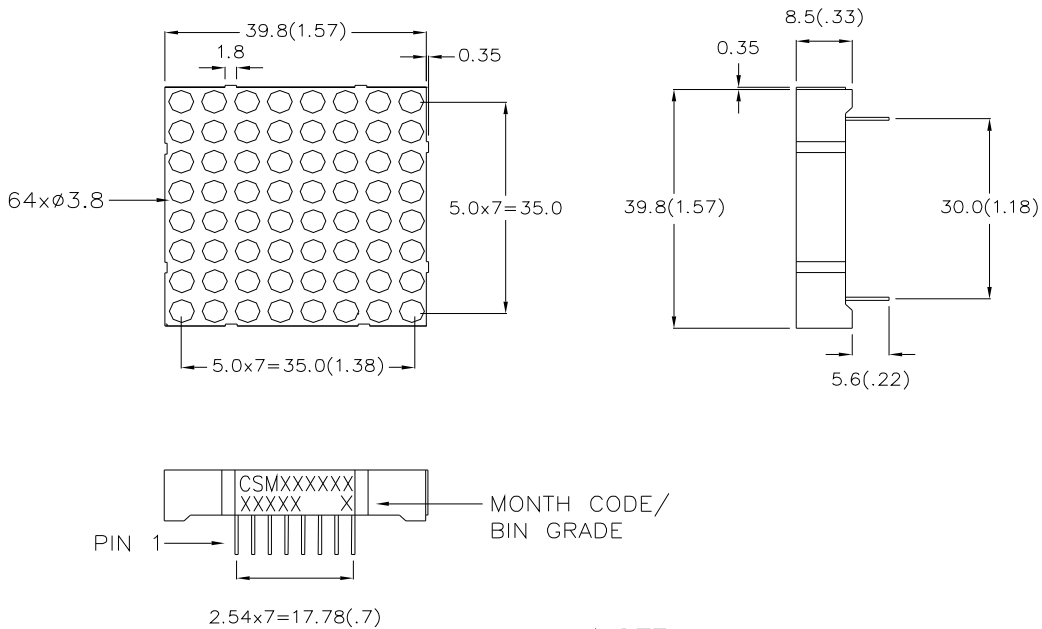 39.8(1.57)
1.8
0.35
64xø3.8
5.0x7=35.0
5.0x7=35.0(1.38)
8.5(.33)
0.35
39.8(1.57)
30.0(1.18)
5.6(.22)
CSMXXXXXX
XXXXX X
MONTH CODE/
BIN GRADE
PIN 1
2.54x7=17.78(.7)